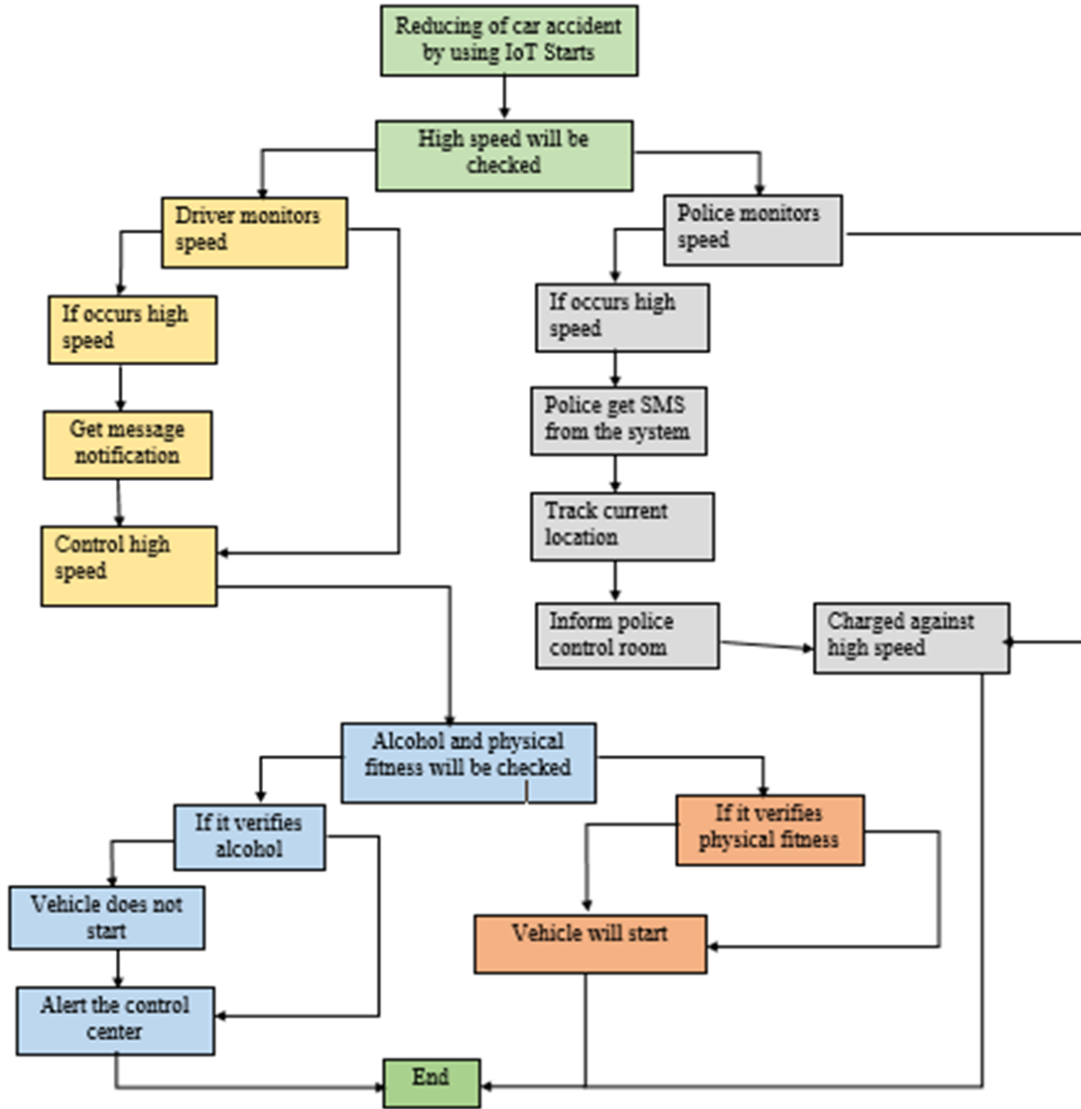 Reducing of car accident
by using IoT Starts
High speed will be
checked
Driver monitors
speed
Police monitors
speed
If occurs high
speed
If occurs high
speed
Get message
notification
Police get SMS
from the system
Control high
speed
Track current
location
Inform police
control room
Charged against
high speed
Alcohol and physical
fitness will be checked
If it verifies
alcohol
If it verifies
physical fitness
Vehicle does not
start
Vehicle will start
Alert the control
center
End